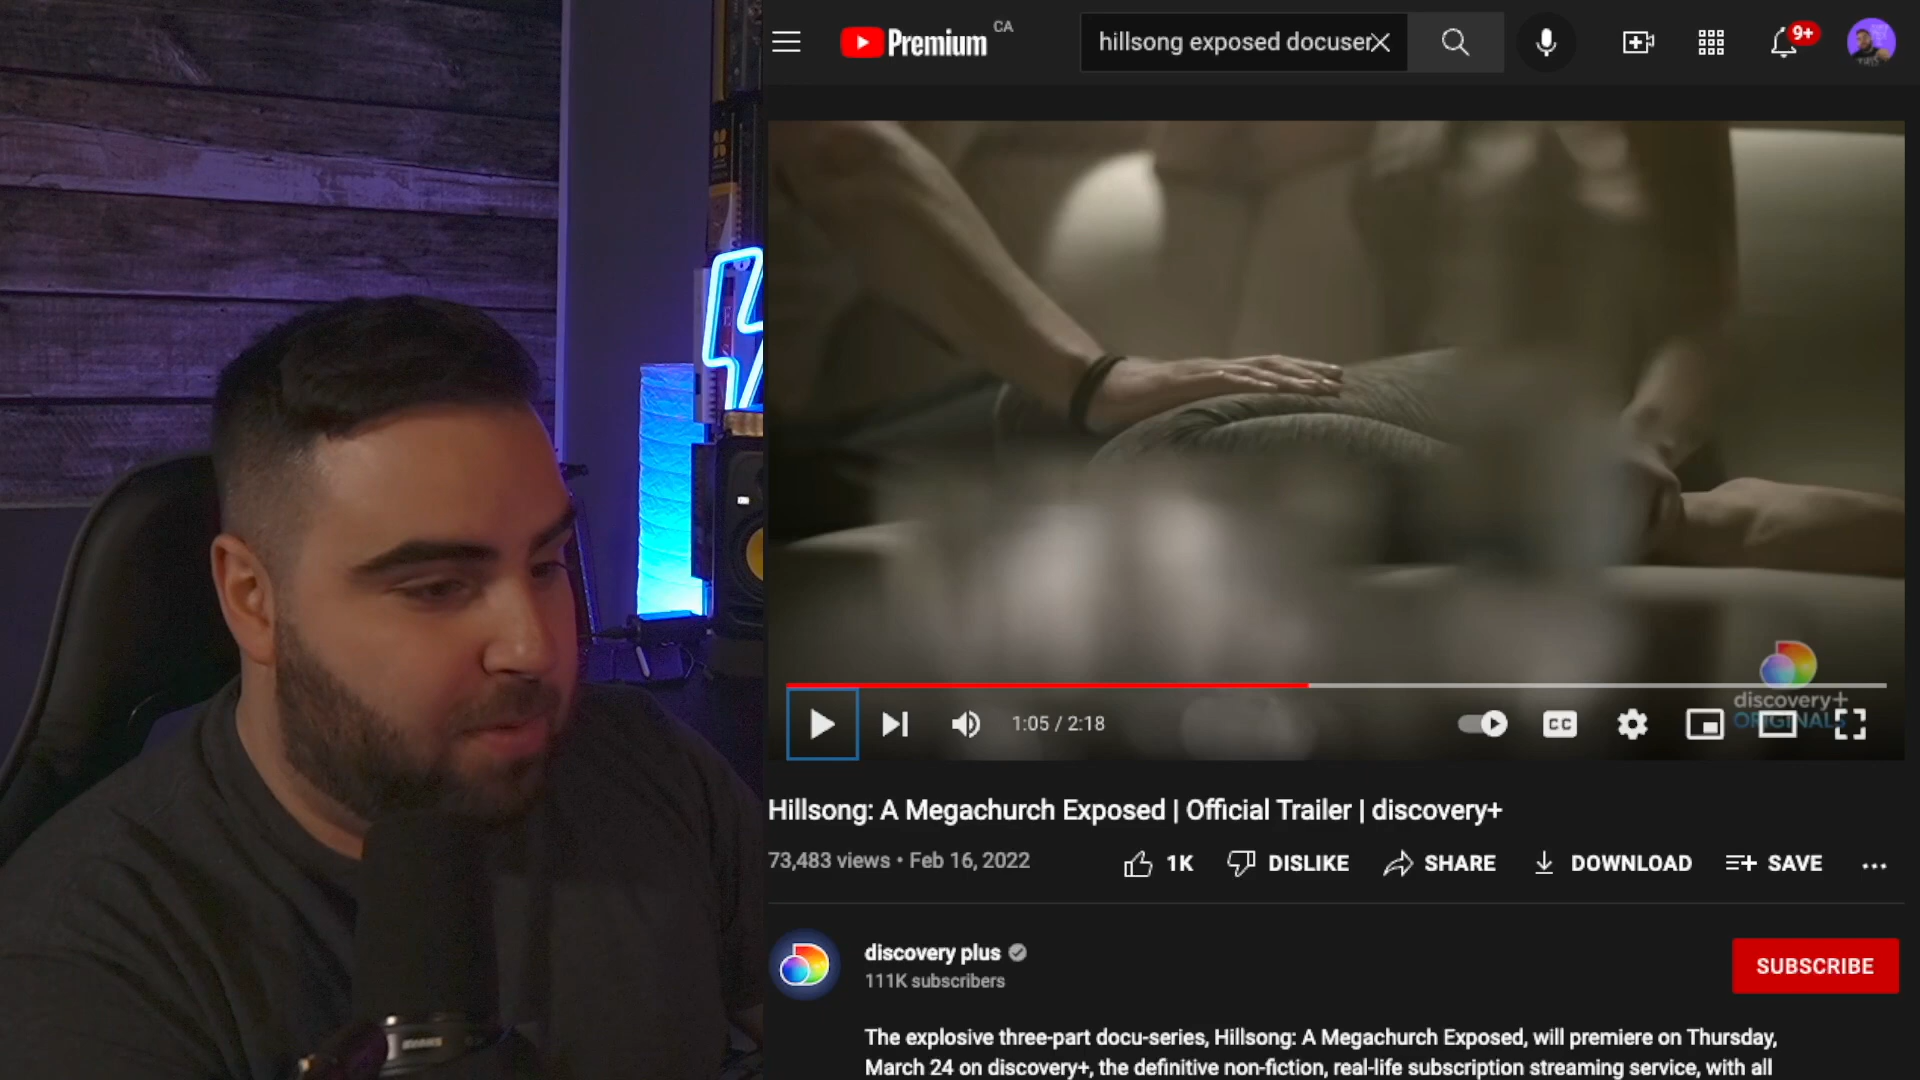 Premium CA
hillsong exposed docuser
9+
discovery+
ORIGINALS
1:05 / 2:18
CC
Hillsong: A Megachurch Exposed | Official Trailer | discovery+
73,483 views • Feb 16, 2022
1K
DISLIKE
SHARE
DOWNLOAD
SAVE
discovery plus
111K subscribers
SUBSCRIBE
The explosive three-part docu-series, Hillsong: A Megachurch Exposed, will premiere on Thursday,
March 24 on discovery+, the definitive non-fiction, real-life subscription streaming service, with all